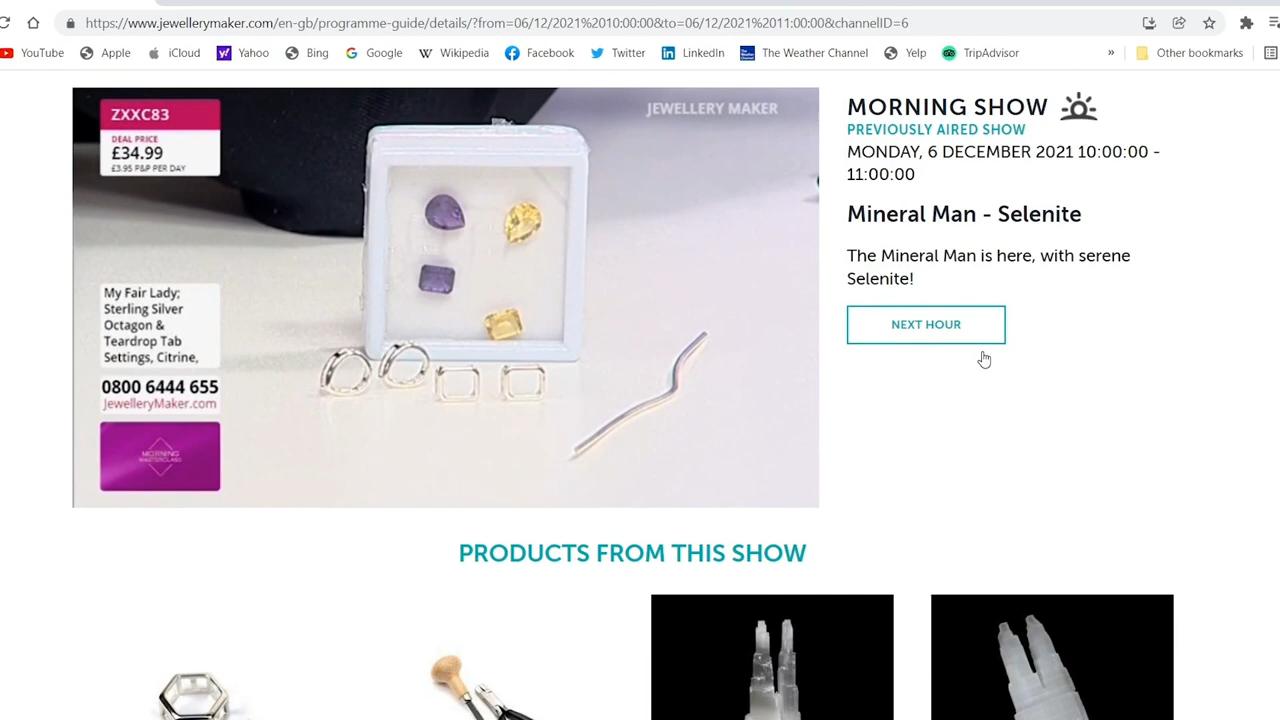 https://www.jewellerymaker.com/en-gb/programme-guide/details/?from=06/12/2021%2010:00:00&to=06/12/2021%2011:00:00&channelID=6
YouTube Apple iCloud Yahoo Bing Google Wikipedia Facebook Twitter LinkedIn The Weather Channel Yelp TripAdvisor » Other bookmarks
ZXXC83
DEAL PRICE
£34.99
£3.95 P&P PER DAY
JEWELLERY MAKER
My Fair Lady;
Sterling Silver
Octagon &
Teardrop Tab
Settings, Citrine,
0800 6444 655
JewelleryMaker.com
MORNING
MASTERCLASS
MORNING SHOW
PREVIOUSLY AIRED SHOW
MONDAY, 6 DECEMBER 2021 10:00:00 -
11:00:00
Mineral Man - Selenite
The Mineral Man is here, with serene
Selenite!
NEXT HOUR
PRODUCTS FROM THIS SHOW